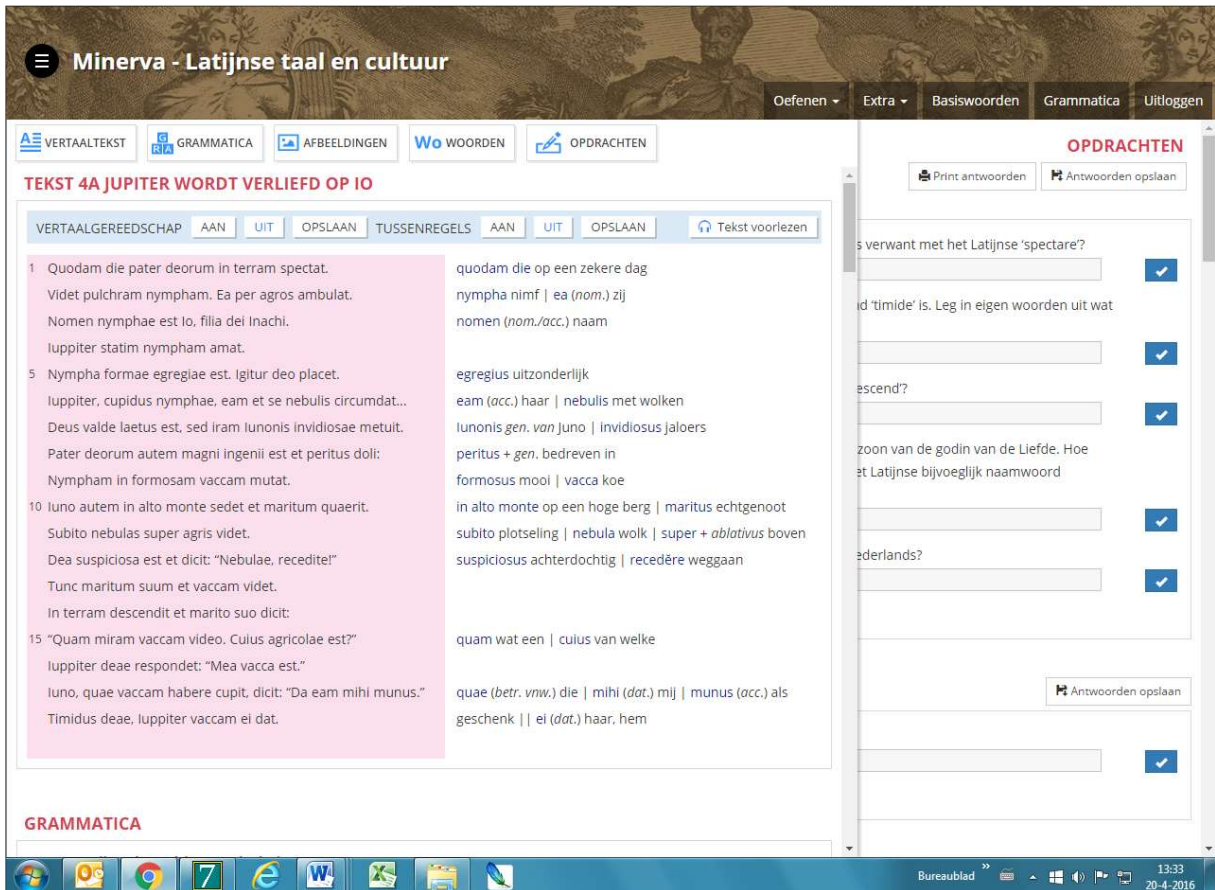 Minerva - Latijnse taal en cultuur
Oefenen Extra Basiswoorden Grammatica Uitloggen
VERTAALTEKST GRAMMATICA AFBEELDINGEN Wo WOORDEN OPDRACHTEN
TEKST 4A JUPITER WORDT VERLIEFD OP IO
VERTAALGEREEDSCHAP AAN UIT OPSLAAN TUSSENREGELS AAN UIT OPSLAAN Tekst voorlezen
1 Quodam die pater deorum in terram spectat. quodam die op een zekere dag
Videt pulchram nympham. Ea per agros ambulat. nympha nimf | ea (nom.) zij
Nomen nymphae est Io, filia dei Inachi. nomen (nom./acc.) naam
Iuppiter statim nympham amat.
5 Nympha formae egregiae est. Igitur deo placet. egregius uitzonderlijk
Iuppiter, cupidus nymphae, eam et se nebulis circumdat... eam (acc.) haar | nebulis met wolken
Deus valde laetus est, sed iram Iunonis invidiosae metuit. Iunonis gen. van Juno | invidiosus jaloers
Pater deorum autem magni ingenii est et peritus doli: peritus + gen. bedreven in
Nympham in formosam vaccam mutat. formosus mooi | vacca koe
10 Iuno autem in alto monte sedet et maritum quaerit. in alto monte op een hoge berg | maritus echtgenoot
Subito nebulas super agris videt. subito plotseling | nebula wolk | super + ablativus boven
Dea suspiciosa est et dicit: “Nebulae, recedite!” suspiciosus achterdochtig | recedĕre weggaan
Tunc maritum suum et vaccam videt.
In terram descendit et marito suo dicit:
15 “Quam miram vaccam video. Cuius agricolae est?” quam wat een | cuius van welke
Iuppiter deae respondet: “Mea vacca est.”
Iuno, quae vaccam habere cupit, dicit: “Da eam mihi munus.” quae (betr. vnw.) die | mihi (dat.) mij | munus (acc.) als
Timidus deae, Iuppiter vaccam ei dat. geschenk || ei (dat.) haar, hem
GRAMMATICA
OPDRACHTEN
Print antwoorden Antwoorden opslaan
s verwant met het Latijnse ‘spectare’?
nd ‘timide’ is. Leg in eigen woorden uit wat
escend’?
zoon van de godin van de Liefde. Hoe
et Latijnse bijvoeglijk naamwoord
ederlands?
Antwoorden opslaan
Bureaublad 13:33
20-4-2016